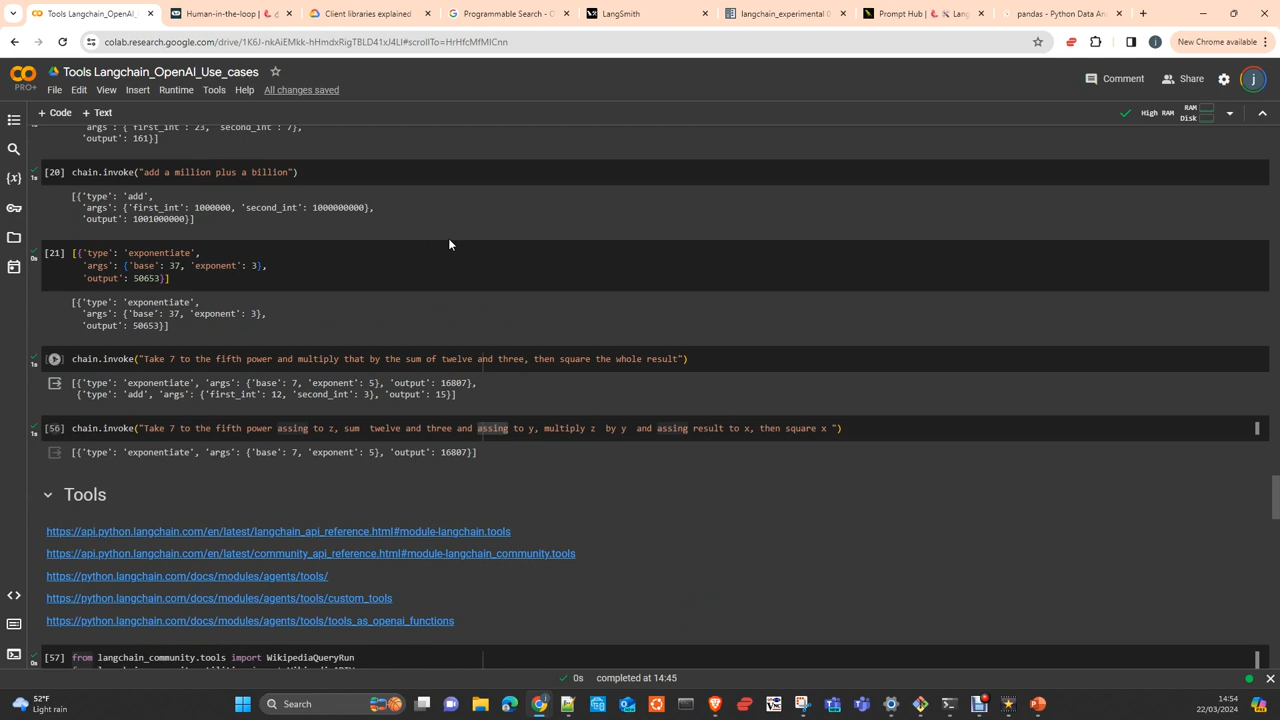 Tools Langchain_OpenAI_Use_cases
Human-in-the-loop |
Client libraries explained
Programmable Search - O
LangSmith
langchain_experimental 0
Prompt Hub | Lang
pandas - Python Data An
colab.research.google.com/drive/1K6J-nkAiEMkk-hHmdxRigTBLD41xJ4LI#scrollTo=HrHfcMfMICnn
New Chrome available
Tools Langchain_OpenAI_Use_cases
Comment
Share
j
PRO+
File Edit View Insert Runtime Tools Help All changes saved
+ Code + Text
High RAM
RAM
Disk
'args': {'first_int': 23, 'second_int': 7},
'output': 161}]
[20] chain.invoke("add a million plus a billion")
1s
[{'type': 'add',
'args': {'first_int': 1000000, 'second_int': 1000000000},
'output': 1001000000}]
[21] [{'type': 'exponentiate',
0s
'args': {'base': 37, 'exponent': 3},
'output': 50653}]
[{'type': 'exponentiate',
'args': {'base': 37, 'exponent': 3},
'output': 50653}]
chain.invoke("Take 7 to the fifth power and multiply that by the sum of twelve and three, then square the whole result")
1s
[{'type': 'exponentiate', 'args': {'base': 7, 'exponent': 5}, 'output': 16807},
{'type': 'add', 'args': {'first_int': 12, 'second_int': 3}, 'output': 15}]
[56] chain.invoke("Take 7 to the fifth power assing to z, sum twelve and three and assing to y, multiply z by y and assing result to x, then square x ")
1s
[{'type': 'exponentiate', 'args': {'base': 7, 'exponent': 5}, 'output': 16807}]
Tools
https://api.python.langchain.com/en/latest/langchain_api_reference.html#module-langchain.tools
https://api.python.langchain.com/en/latest/community_api_reference.html#module-langchain_community.tools
https://python.langchain.com/docs/modules/agents/tools/
https://python.langchain.com/docs/modules/agents/tools/custom_tools
https://python.langchain.com/docs/modules/agents/tools/tools_as_openai_functions
[57] from langchain_community.tools import WikipediaQueryRun
0s
0s completed at 14:45
52°F
Light rain
Search
14:54
22/03/2024